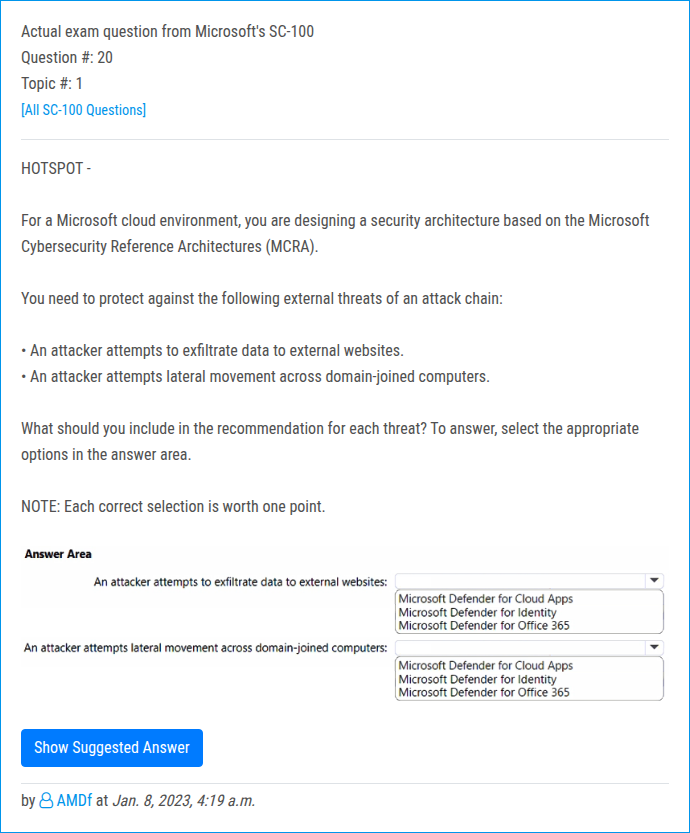 Actual exam question from Microsoft's SC-100
Question #: 20
Topic #: 1
[All SC-100 Questions]
HOTSPOT -
For a Microsoft cloud environment, you are designing a security architecture based on the Microsoft
Cybersecurity Reference Architectures (MCRA).
You need to protect against the following external threats of an attack chain:
• An attacker attempts to exfiltrate data to external websites.
• An attacker attempts lateral movement across domain-joined computers.
What should you include in the recommendation for each threat? To answer, select the appropriate
options in the answer area.
NOTE: Each correct selection is worth one point.
Answer Area
An attacker attempts to exfiltrate data to external websites:
Microsoft Defender for Cloud Apps
Microsoft Defender for Identity
Microsoft Defender for Office 365
An attacker attempts lateral movement across domain-joined computers:
Microsoft Defender for Cloud Apps
Microsoft Defender for Identity
Microsoft Defender for Office 365
Show Suggested Answer
by AMDf at Jan. 8, 2023, 4:19 a.m.